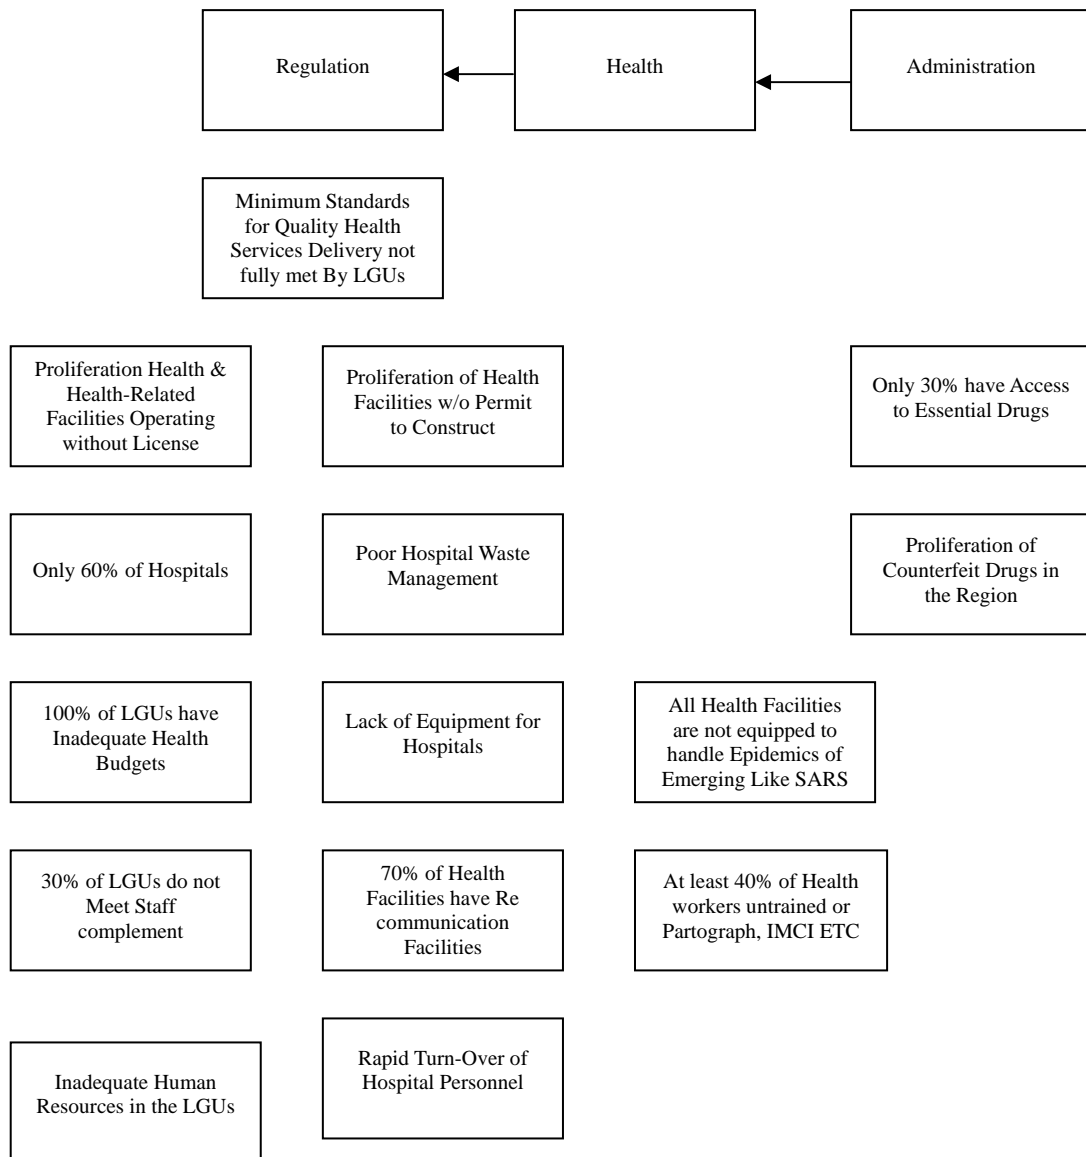 Regulation
Health
Administration
Minimum Standards
for Quality Health
Services Delivery not
fully met By LGUs
Proliferation Health &
Health-Related
Facilities Operating
without License
Proliferation of Health
Facilities w/o Permit
to Construct
Only 30% have Access
to Essential Drugs
Only 60% of Hospitals
Poor Hospital Waste
Management
Proliferation of
Counterfeit Drugs in
the Region
100% of LGUs have
Inadequate Health
Budgets
Lack of Equipment for
Hospitals
All Health Facilities
are not equipped to
handle Epidemics of
Emerging Like SARS
30% of LGUs do not
Meet Staff
complement
70% of Health
Facilities have Re
communication
Facilities
At least 40% of Health
workers untrained or
Partograph, IMCI ETC
Inadequate Human
Resources in the LGUs
Rapid Turn-Over of
Hospital Personnel